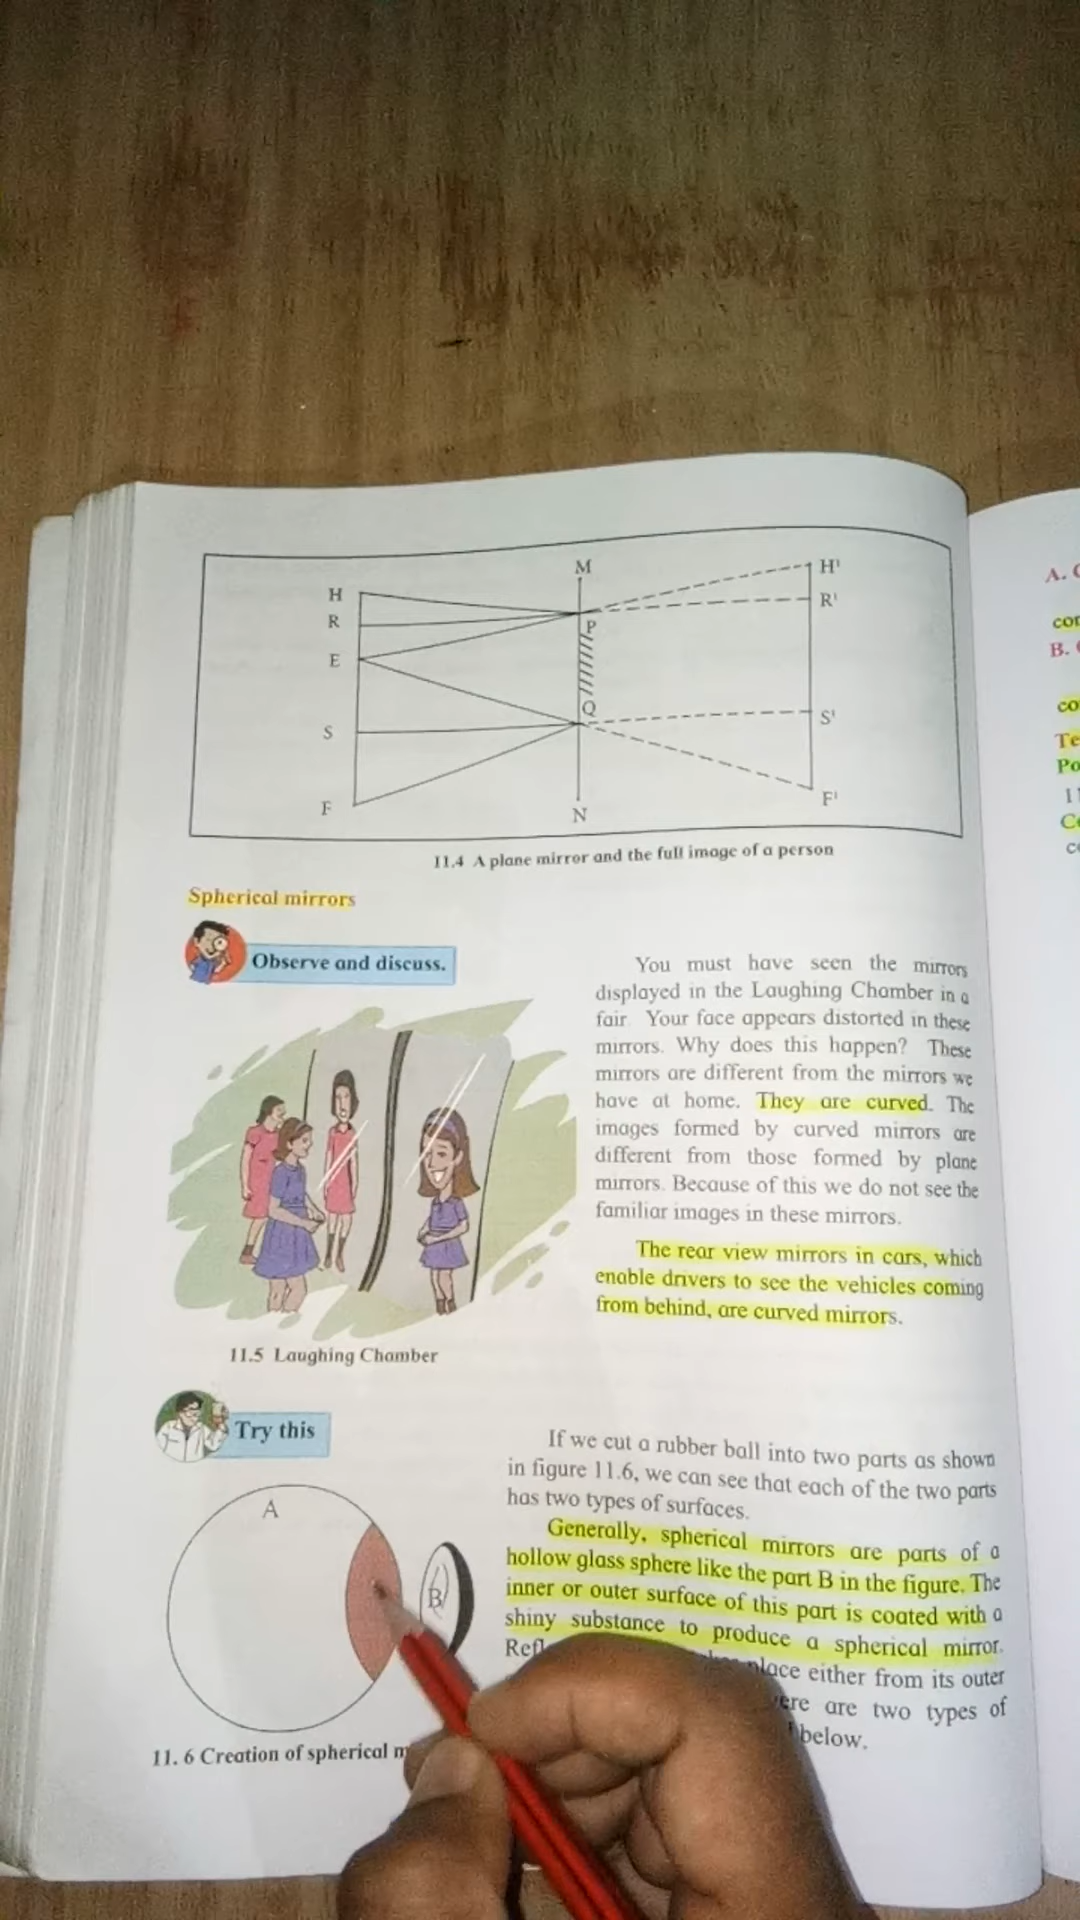 M
H
H'
R
R'
P
E
Q
S
S'
F
F'
N
11.4 A plane mirror and the full image of a person
Spherical mirrors
Observe and discuss.
You must have seen the mirrors
displayed in the Laughing Chamber in a
fair Your face appears distorted in these
mirrors. Why does this happen? These
mirrors are different from the mirrors we
have at home. They are curved. The
images formed by curved mirrors are
different from those formed by plane
mirrors. Because of this we do not see the
familiar images in these mirrors.
The rear view mirrors in cars, which
enable drivers to see the vehicles coming
from behind, are curved mirrors.
11.5 Laughing Chamber
Try this
If we cut a rubber ball into two parts as shown
in figure 11.6, we can see that each of the two parts
has two types of surfaces.
Generally, spherical mirrors are parts of a
hollow glass sphere like the part B in the figure. The
inner or outer surface of this part is coated with a
shiny substance to produce a spherical mirror.
place either from its outer
are two types of
below.
A
B
11. 6 Creation of spherical
A.
B.